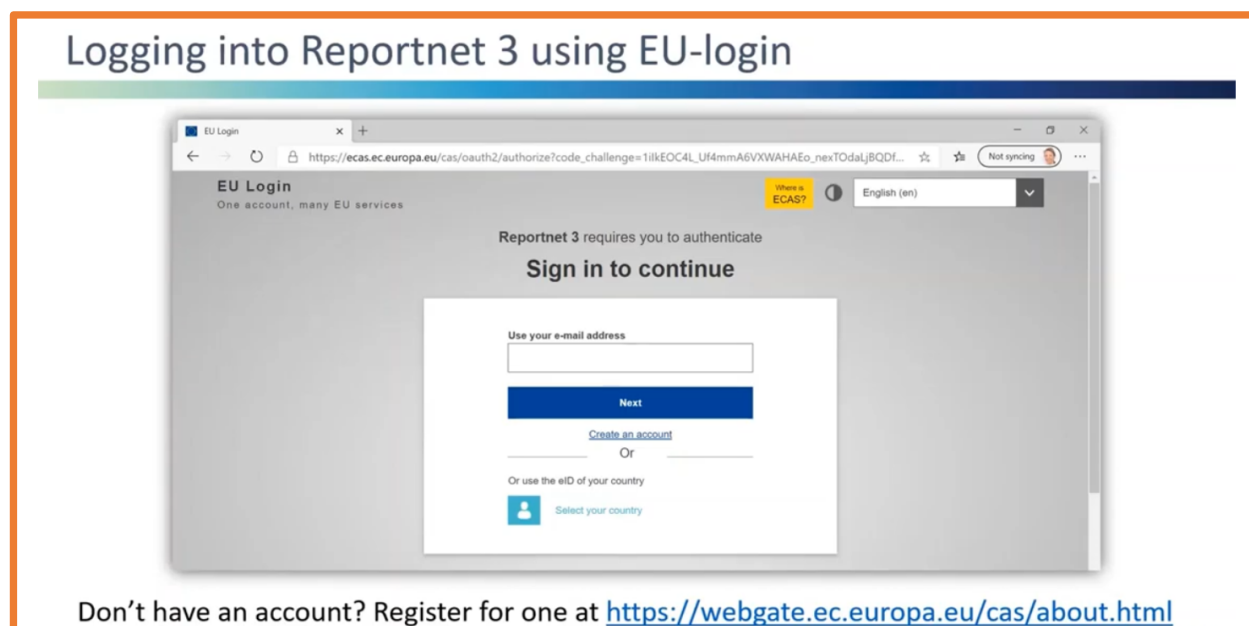 Logging into Reportnet 3 using EU-login
EU Login
https://ecas.ec.europa.eu/cas/oauth2/authorize?code_challenge=1iIkEOC4L_Uf4mmA6VXWAHAEo_nexTOdaLjBQDf...
Not syncing
EU Login
One account, many EU services
Where is
ECAS?
English (en)
Reportnet 3 requires you to authenticate
Sign in to continue
Use your e-mail address
Next
Create an account
Or
Or use the eID of your country
Select your country
Don't have an account? Register for one at https://webgate.ec.europa.eu/cas/about.html